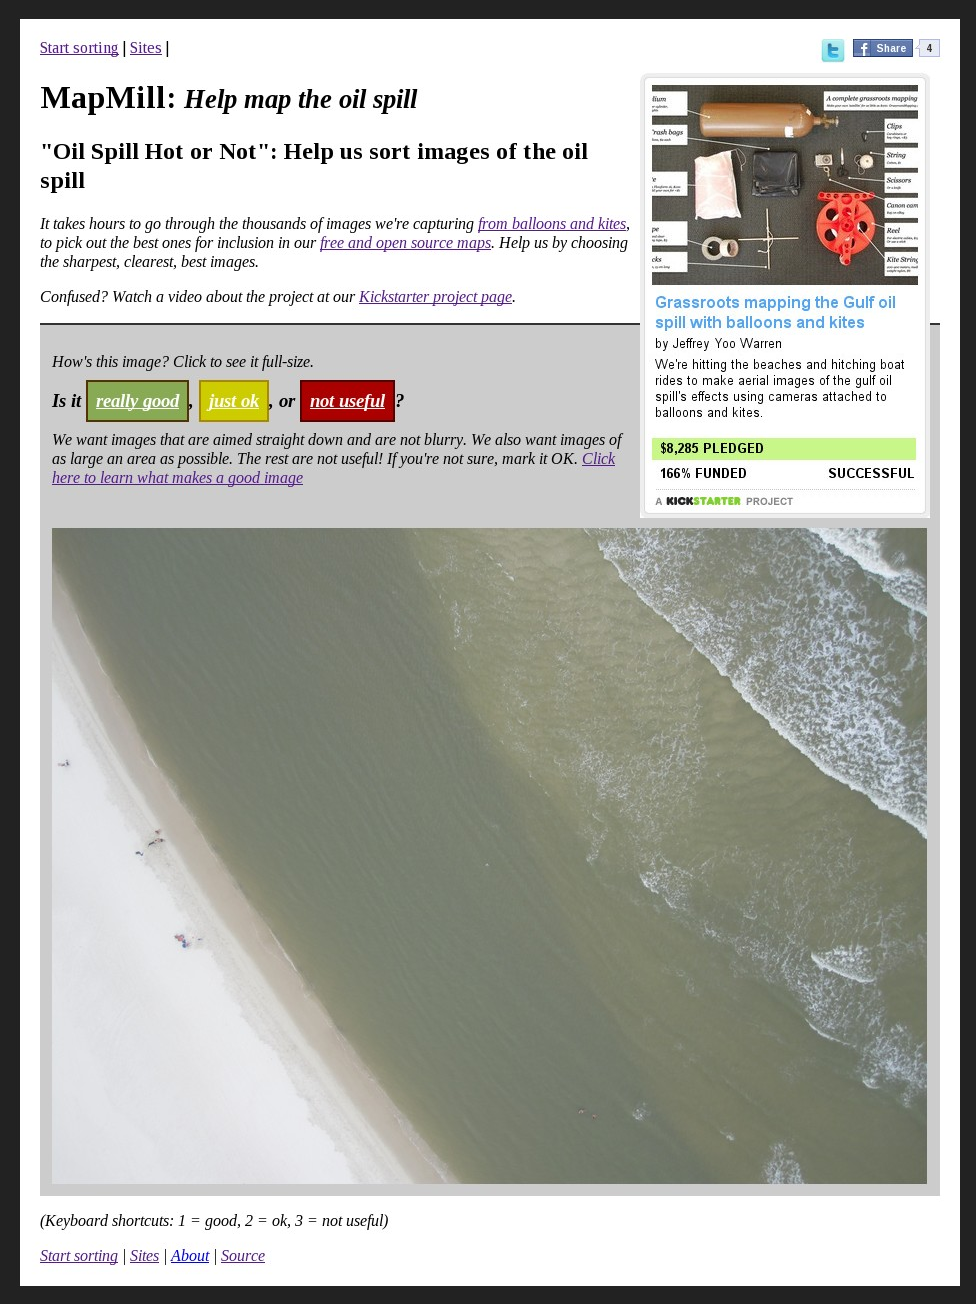 Start sorting | Sites |
Share
4
MapMill: Help map the oil spill
"Oil Spill Hot or Not": Help us sort images of the oil
spill
It takes hours to go through the thousands of images we're capturing from balloons and kites,
to pick out the best ones for inclusion in our free and open source maps. Help us by choosing
the sharpest, clearest, best images.
Confused? Watch a video about the project at our Kickstarter project page.
A complete grassroots mapping
Clips
String
Scissors
Canon cam
Reel
Kite String
lium
rash bags
pe
cks
Grassroots mapping the Gulf oil
spill with balloons and kites
by Jeffrey Yoo Warren
We're hitting the beaches and hitching boat
rides to make aerial images of the gulf oil
spill's effects using cameras attached to
balloons and kites.
$8,285 PLEDGED
166% FUNDED SUCCESSFUL
A KICKSTARTER PROJECT
How's this image? Click to see it full-size.
Is it really good, just ok, or not useful?
We want images that are aimed straight down and are not blurry. We also want images of
as large an area as possible. The rest are not useful! If you're not sure, mark it OK. Click
here to learn what makes a good image
(Keyboard shortcuts: 1 = good, 2 = ok, 3 = not useful)
Start sorting | Sites | About | Source